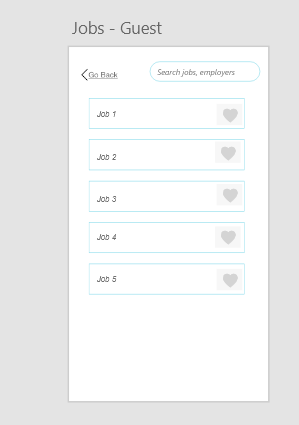 Jobs - Guest
Go Back
Search jobs, employers
Job 1
Job 2
Job 3
Job 4
Job 5